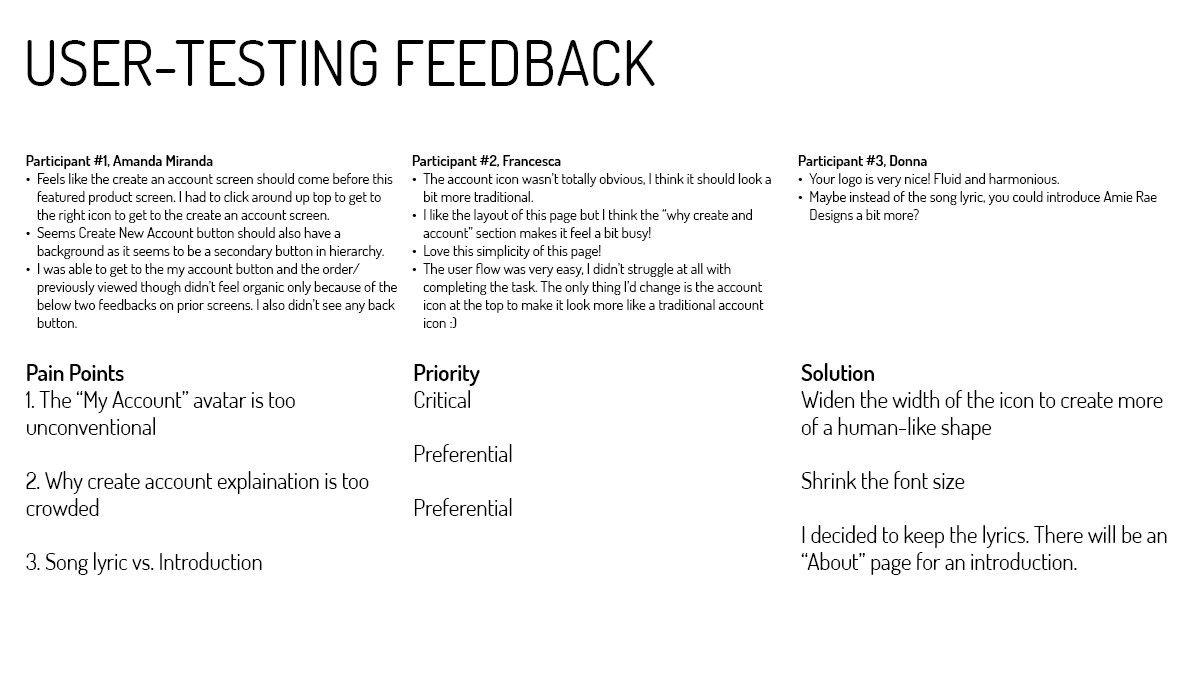 USER-TESTING FEEDBACK
Participant #1, Amanda Miranda
• Feels like the create an account screen should come before this
featured product screen. I had to click around up top to get to
the right icon to get to the create an account screen.
• Seems Create New Account button should also have a
background as it seems to be a secondary button in hierarchy.
• I was able to get to the my account button and the order/
previously viewed though didn't feel organic only because of the
below two feedbacks on prior screens. I also didn't see any back
button.
Participant #2, Francesca
• The account icon wasn't totally obvious, I think it should look a
bit more traditional.
• I like the layout of this page but I think the "why create and
account" section makes it feel a bit busy!
• Love this simplicity of this page!
• The user flow was very easy, I didn't struggle at all with
completing the task. The only thing I'd change is the account
icon at the top to make it look more like a traditional account
icon :)
Participant #3, Donna
• Your logo is very nice! Fluid and harmonious.
• Maybe instead of the song lyric, you could introduce Amie Rae
Designs a bit more?
Pain Points
1. The "My Account" avatar is too
unconventional
2. Why create account explaination is too
crowded
3. Song lyric vs. Introduction
Priority
Critical
Preferential
Preferential
Solution
Widen the width of the icon to create more
of a human-like shape
Shrink the font size
I decided to keep the lyrics. There will be an
"About" page for an introduction.